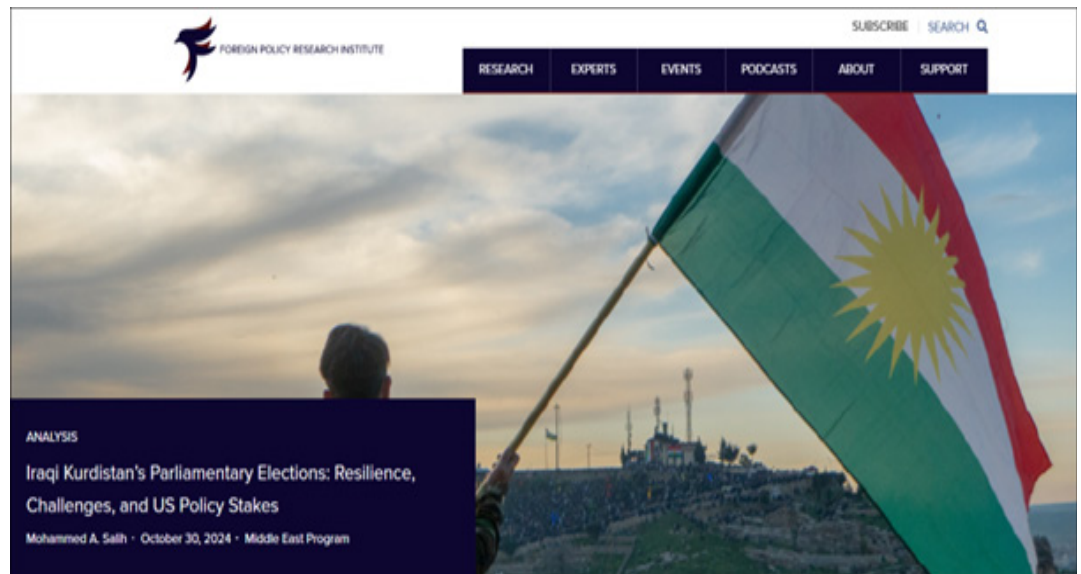 SUBSCRIBE SEARCH
FOREIGN POLICY RESEARCH INSTITUTE
RESEARCH EXPERTS EVENTS PODCASTS ABOUT SUPPORT
ANALYSIS
Iraqi Kurdistan's Parliamentary Elections: Resilience,
Challenges, and US Policy Stakes
Mohammed A. Salih · October 30, 2024 · Middle East Program